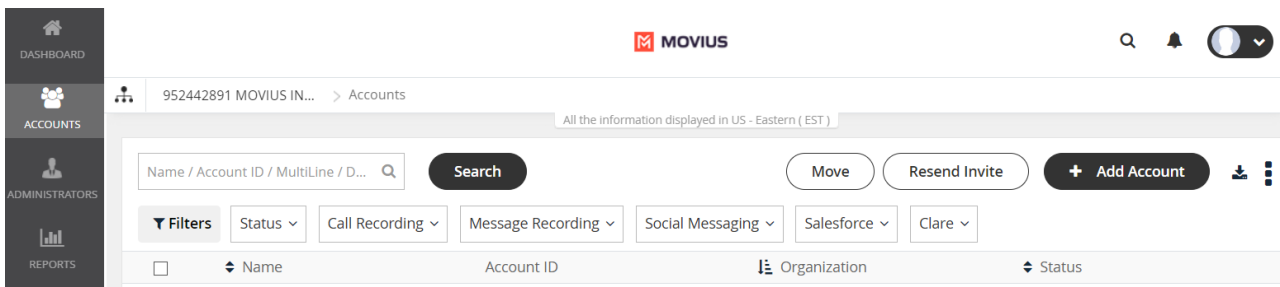 DASHBOARD
MOVIUS
952442891 MOVIUS IN... > Accounts
ACCOUNTS
All the information displayed in US - Eastern ( EST )
Name / Account ID / MultiLine / D...
Search
Move
Resend Invite
+ Add Account
ADMINISTRATORS
Filters
Status
Call Recording
Message Recording
Social Messaging
Salesforce
Clare
REPORTS
Name
Account ID
Organization
Status